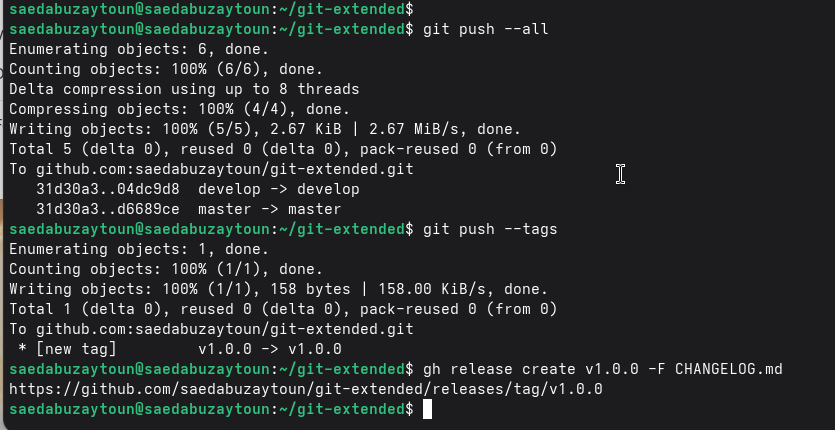 saedabuzaytoun@saedabuzaytoun:~/git-extended$
saedabuzaytoun@saedabuzaytoun:~/git-extended$ git push --all
Enumerating objects: 6, done.
Counting objects: 100% (6/6), done.
Delta compression using up to 8 threads
Compressing objects: 100% (4/4), done.
Writing objects: 100% (5/5), 2.67 KiB | 2.67 MiB/s, done.
Total 5 (delta 0), reused 0 (delta 0), pack-reused 0 (from 0)
To github.com:saedabuzaytoun/git-extended.git
   31d30a3..04dc9d8  develop -> develop
   31d30a3..d6689ce  master -> master
saedabuzaytoun@saedabuzaytoun:~/git-extended$ git push --tags
Enumerating objects: 1, done.
Counting objects: 100% (1/1), done.
Writing objects: 100% (1/1), 158 bytes | 158.00 KiB/s, done.
Total 1 (delta 0), reused 0 (delta 0), pack-reused 0 (from 0)
To github.com:saedabuzaytoun/git-extended.git
 * [new tag]         v1.0.0 -> v1.0.0
saedabuzaytoun@saedabuzaytoun:~/git-extended$ gh release create v1.0.0 -F CHANGELOG.md
https://github.com/saedabuzaytoun/git-extended/releases/tag/v1.0.0
saedabuzaytoun@saedabuzaytoun:~/git-extended$